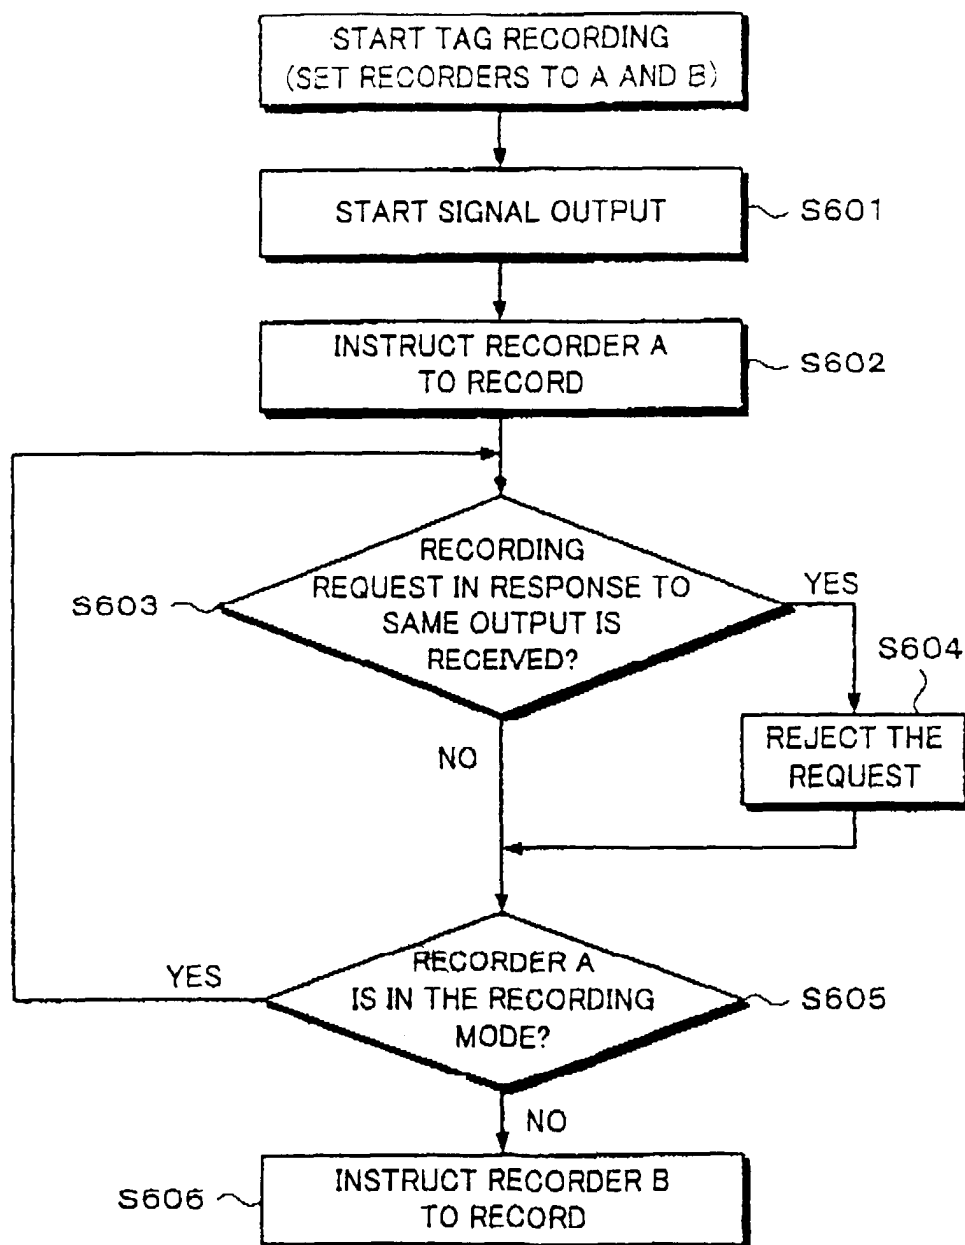 START TAG RECORDING
(SET RECORDERS TO A AND B)
START SIGNAL OUTPUT
S601
INSTRUCT RECORDER A
TO RECORD
S602
RECORDING
REQUEST IN RESPONSE TO
SAME OUTPUT IS
RECEIVED?
S603
YES
S604
REJECT THE
REQUEST
NO
RECORDER A
IS IN THE RECORDING
MODE?
YES
S605
NO
INSTRUCT RECORDER B
TO RECORD
S606